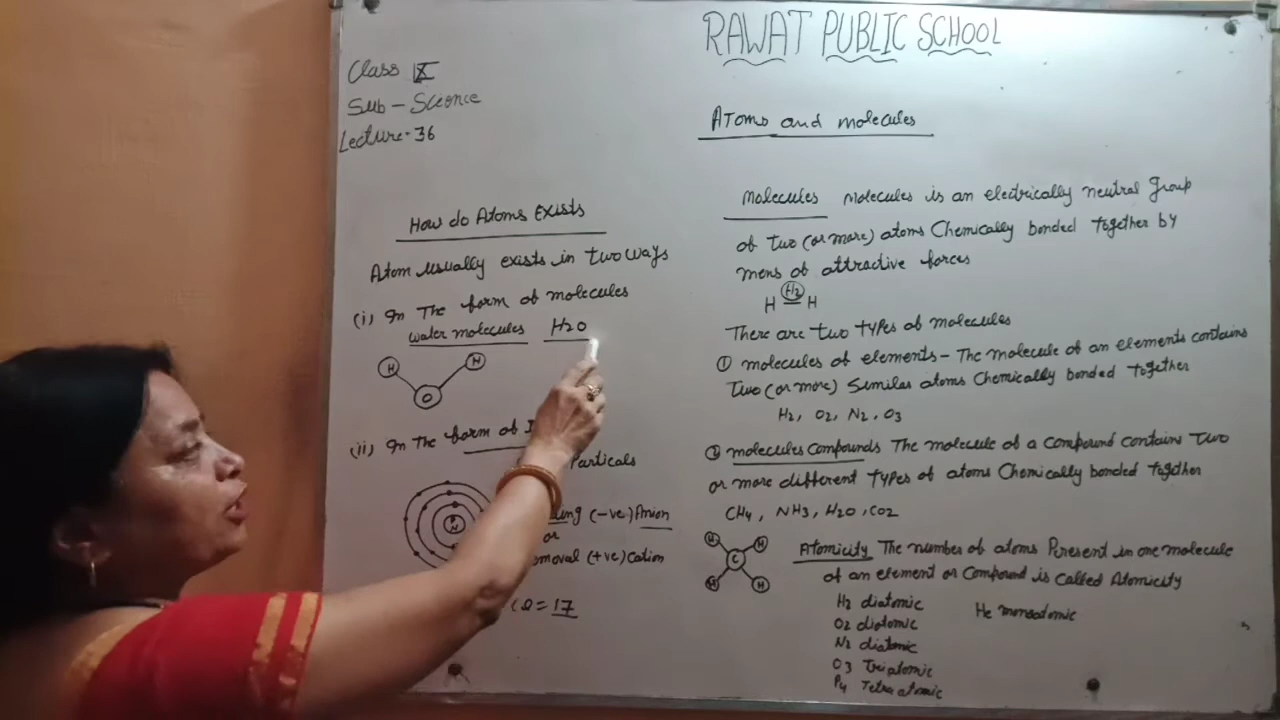 RAWAT PUBLIC SCHOOL
Class IX
Sub - Science
Lecture - 36
Atoms and molecules
How do Atoms Exists
Atom usually exists in two ways
(i) In The form of molecules
water molecules H2O
H H
O
(ii) In The form of
Particals
(-ve) Anion
or
(+ve) Cation
= 17
Molecules molecules is an electrically neutral Group
of two (or more) atoms Chemically bonded together by
mens of attractive forces
H H2 H
There are two Types of molecules
① molecules of elements - The molecule of an elements contains
Two (or more) Similar atoms Chemically bonded together
H2, O2, N2, O3
② molecules compounds The molecule of a compound contains Two
or more different Types of atoms Chemically bonded together
CH4, NH3, H2O, CO2
H H
C
H H
Atomicity The number of atoms Peresent in one molecule
of an element or Compound is called Atomicity
H2 diatomic He monoatomic
O2 diatomic
N2 diatomic
O3 Triatomic
P4 Tetra atomic